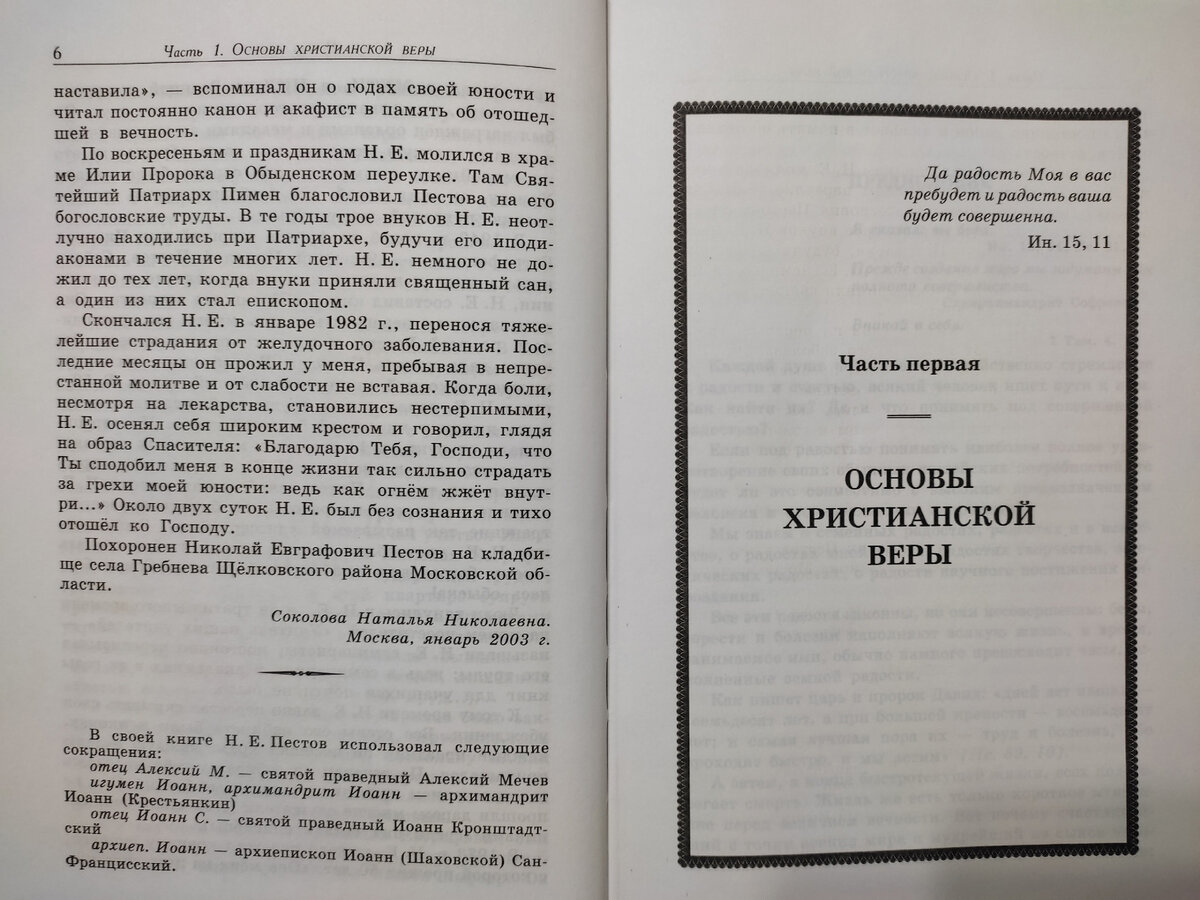 6
Часть 1. Основы христианской веры
наставила», — вспоминал он о годах своей юности и
читал постоянно канон и акафист в память об отошед-
шей в вечность.
По воскресеньям и праздникам Н. Е. молился в хра-
ме Илии Пророка в Обыденском переулке. Там Свя-
тейший Патриарх Пимен благословил Пестова на его
богословские труды. В те годы трое внуков Н. Е. неот-
лучно находились при Патриархе, будучи его иподи-
аконами в течение многих лет. Н. Е. немного не до-
жил до тех лет, когда внуки приняли священный сан,
а один из них стал епископом.
Скончался Н. Е. в январе 1982 г., перенося тяже-
лейшие страдания от желудочного заболевания. Пос-
ледние месяцы он прожил у меня, пребывая в непре-
станной молитве и от слабости не вставая. Когда боли,
несмотря на лекарства, становились нестерпимыми,
Н. Е. осенял себя широким крестом и говорил, глядя
на образ Спасителя: «Благодарю Тебя, Господи, что
Ты сподобил меня в конце жизни так сильно страдать
за грехи моей юности: ведь как огнём жжёт внут-
ри...» Около двух суток Н. Е. был без сознания и тихо
отошёл ко Господу.
Похоронен Николай Евграфович Пестов на кладби-
ще села Гребнева Щёлковского района Московской об-
ласти.
Соколова Наталья Николаевна.
Москва, январь 2003 г.
В своей книге Н. Е. Пестов использовал следующие
сокращения:
отец Алексий М. — святой праведный Алексий Мечев
игумен Иоанн, архимандрит Иоанн — архимандрит
Иоанн (Крестьянкин)
отец Иоанн С. — святой праведный Иоанн Кронштадт-
ский
архиеп. Иоанн — архиепископ Иоанн (Шаховской) Сан-
Францисский.
Да радость Моя в вас
пребудет и радость ваша
будет совершенна.
Ин. 15, 11
Часть первая
ОСНОВЫ
ХРИСТИАНСКОЙ
ВЕРЫ